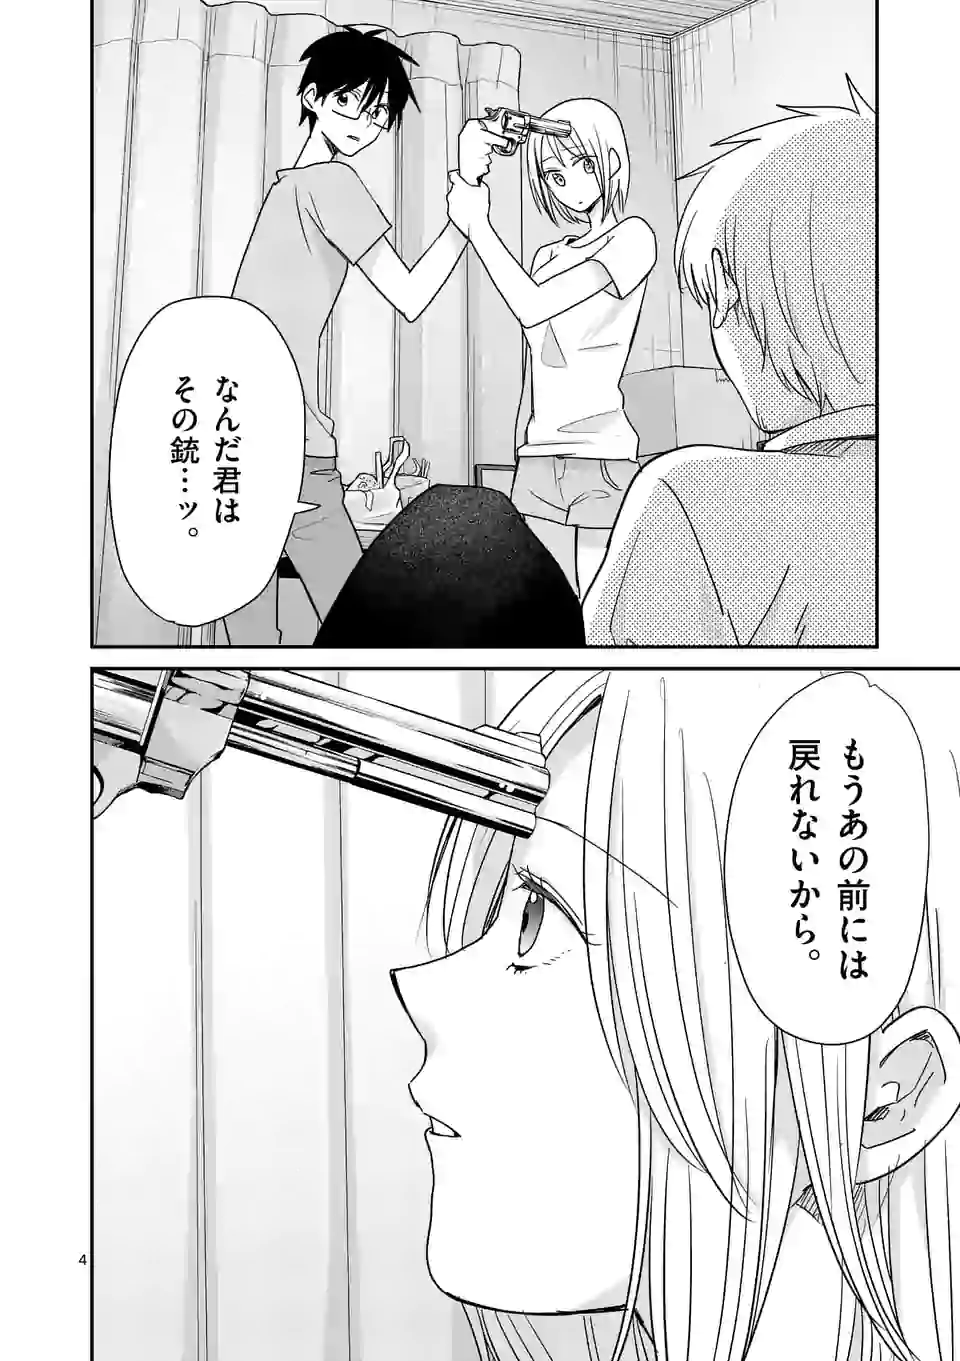 なんだ君は
その銃…ッ。
もうあの前には
戻れないから。
4